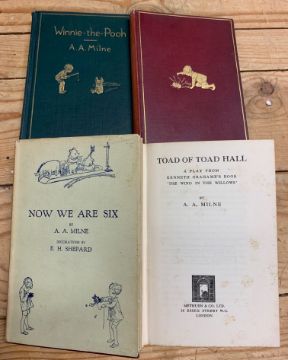 Winnie-the-Pooh
A.A. Milne
NOW WE ARE SIX
BY
A. A. MILNE
DECORATIONS BY
E. H. SHEPARD
TOAD OF TOAD HALL
A PLAY FROM
KENNETH GRAHAME'S BOOK
"THE WIND IN THE WILLOWS"
BY
A. A. MILNE
METHUEN & CO. LTD.
36 ESSEX STREET W.C.
LONDON